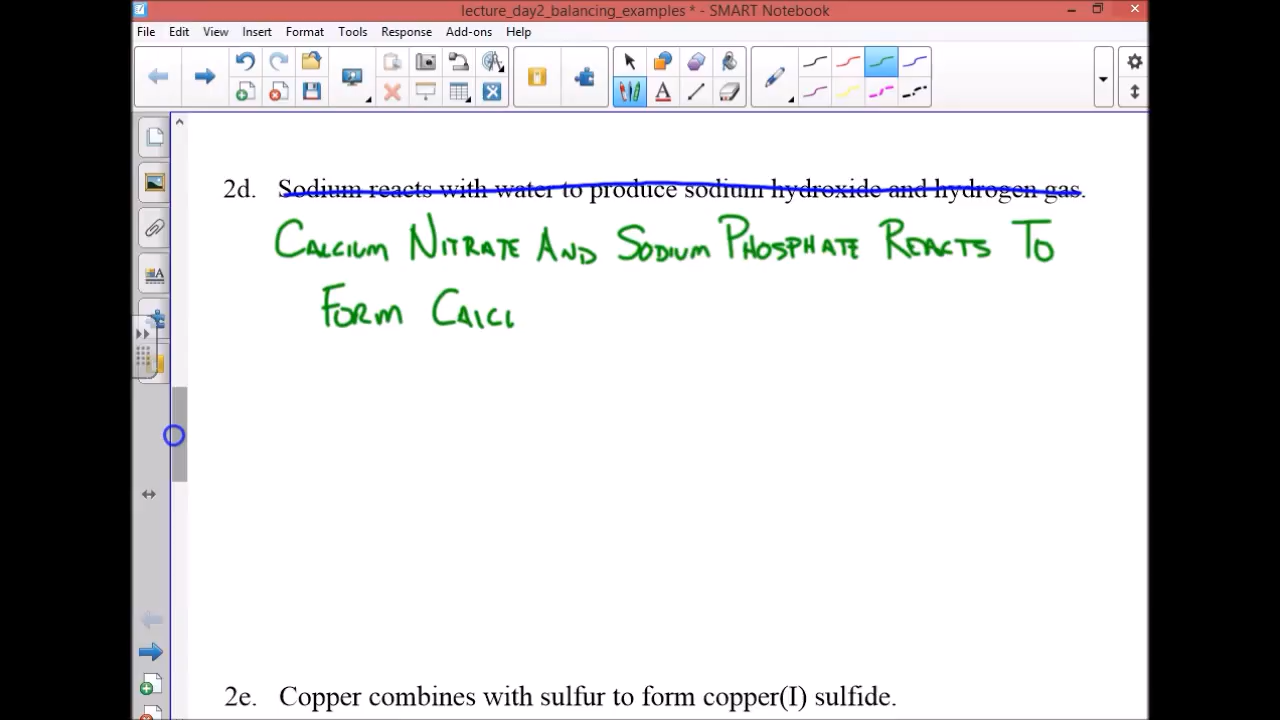 lecture_day2_balancing_examples * - SMART Notebook
File Edit View Insert Format Tools Response Add-ons Help
2d. Sodium reacts with water to produce sodium hydroxide and hydrogen gas.
CALCIUM NITRATE AND SODIUM PHOSPHATE REACTS TO
FORM CALCI
2e. Copper combines with sulfur to form copper(I) sulfide.